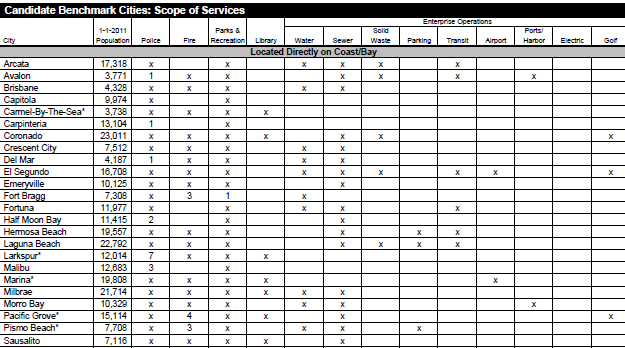 Candidate Benchmark Cities: Scope of Services
Enterprise Operations
1-1-2011 Parks & Solid Ports/
City Population Police Fire Recreation Library Water Sewer Waste Parking Transit Airport Harbor Electric Golf
Located Directly on Coast/Bay
Arcata 17,318 x x x x x x
Avalon 3,771 1 x x x x x x
Brisbane 4,328 x x x x x
Capitola 9,974 x x
Carmel-By-The-Sea* 3,738 x x x x
Carpinteria 13,104 1 x
Coronado 23,011 x x x x x x x
Crescent City 7,512 x x x x x
Del Mar 4,187 1 x x x x
El Segundo 16,708 x x x x x x x x x
Emeryville 10,125 x x x x
Fort Bragg 7,308 x 3 1 x
Fortuna 11,977 x x x x x
Half Moon Bay 11,415 2 x x
Hermosa Beach 19,557 x x x x x x
Laguna Beach 22,792 x x x x x x x
Larkspur* 12,014 7 x x x
Malibu 12,683 3 x
Marina* 19,808 x x x x x
Milbrae 21,714 x x x x x x
Morro Bay 10,329 x x x x x x
Pacific Grove* 15,114 x 4 x x x x
Pismo Beach* 7,708 x 3 x x x x
Sausalito 7,116 x x x x x